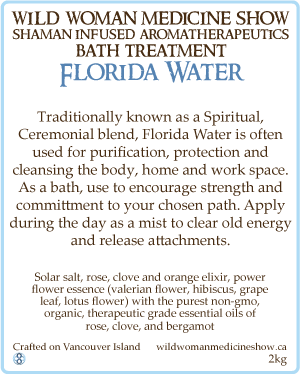 WILD WOMAN MEDICINE SHOW
SHAMAN INFUSED AROMATHERAPEUTICS
BATH TREATMENT
FLORIDA WATER
Traditionally known as a Spiritual,
Ceremonial blend, Florida Water is often
used for purification, protection and
cleansing the body, home and work space.
As a bath, use to encourage strength and
committment to your chosen path. Apply
during the day as a mist to clear old energy
and release attachments.
Solar salt, rose, clove and orange elixir, power
flower essence (valerian flower, hibiscus, grape
leaf, lotus flower) with the purest non-gmo,
organic, therapeutic grade essential oils of
rose, clove, and bergamot
Crafted on Vancouver Island wildwomanmedicineshow.ca
2kg